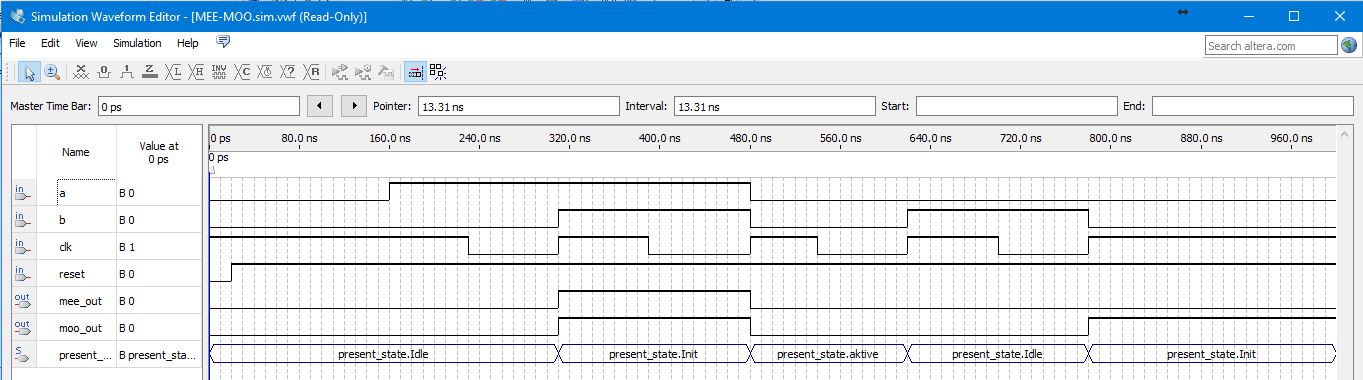 Simulation Waveform Editor - [MEE-MOO.sim.vwf (Read-Only)]
File Edit View Simulation Help
Search altera.com
Master Time Bar: 0 ps Pointer: 13.31 ns Interval: 13.31 ns Start: End:
Name Value at 0 ps
0 ps 80.0 ns 160.0 ns 240.0 ns 320.0 ns 400.0 ns 480.0 ns 560.0 ns 640.0 ns 720.0 ns 800.0 ns 880.0 ns 960.0 ns
0 ps
in a B 0
in b B 0
in clk B 1
in reset B 0
out mee_out B 0
out moo_out B 0
S present_... B present_sta... present_state.Idle present_state.Init present_state.aktive present_state.Idle present_state.Init